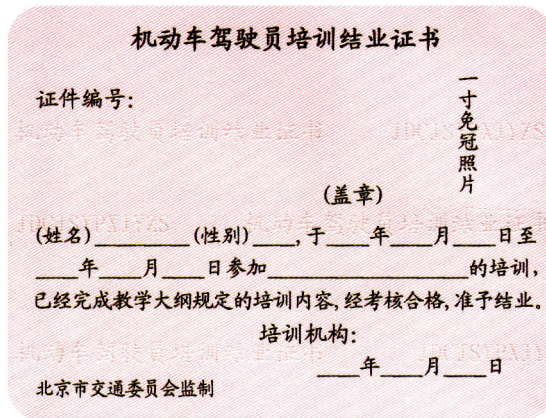 机动车驾驶员培训结业证书
证件编号：
一寸免冠照片
(盖章)
(姓名)_________ (性别)____, 于____年____月____日至
____年____月____日参加___________________的培训,
已经完成教学大纲规定的培训内容, 经考核合格, 准予结业。
培训机构：
____年____月____日
北京市交通委员会监制